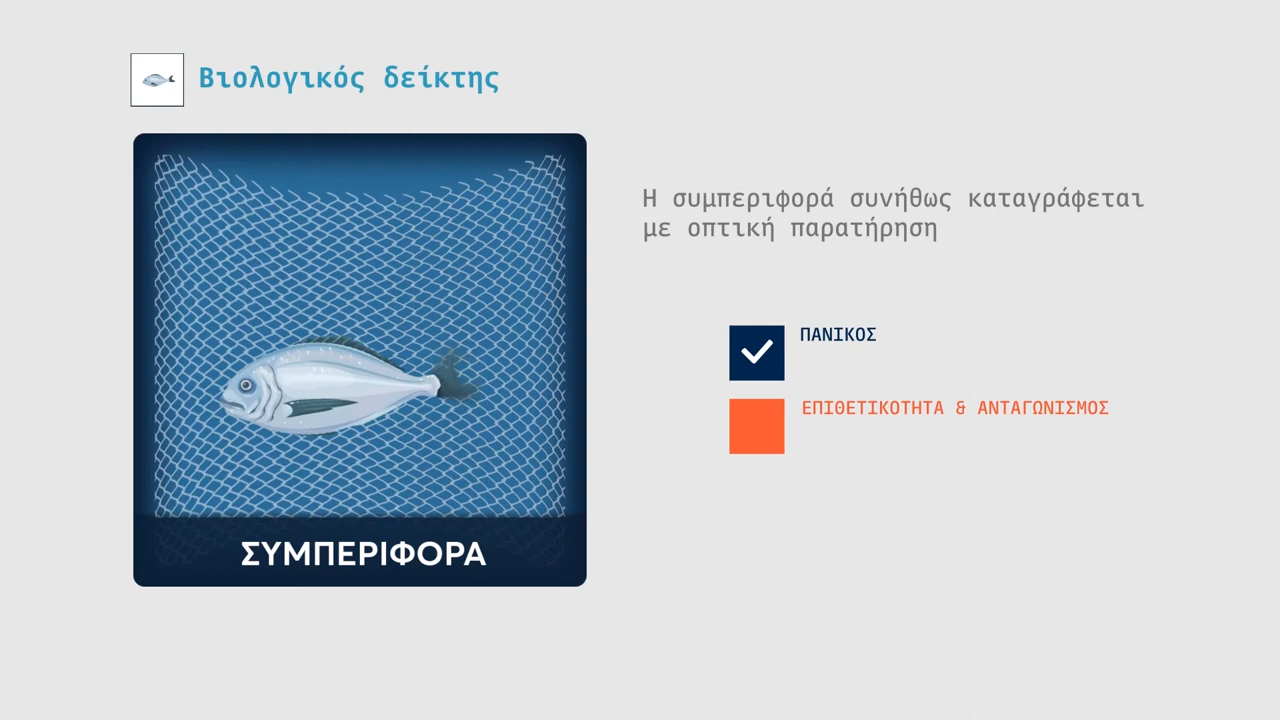 Βιολογικός δείκτης
Η συμπεριφορά συνήθως καταγράφεται
με οπτική παρατήρηση
ΠΑΝΙΚΟΣ
ΕΠΙΘΕΤΙΚΟΤΗΤΑ & ΑΝΤΑΓΩΝΙΣΜΟΣ
ΣΥΜΠΕΡΙΦΟΡΑ